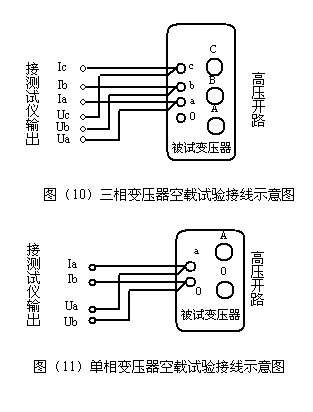 接测试仪输出
Ic
Ib
Ia
Uc
Ub
Ua
c
b
a
0
C
B
A
被试变压器
高压开路
图（10）三相变压器空载试验接线示意图
接测试仪输出
Ia
Ib
Ua
Ub
a
0
A
0
被试变压器
高压开路
图（11）单相变压器空载试验接线示意图